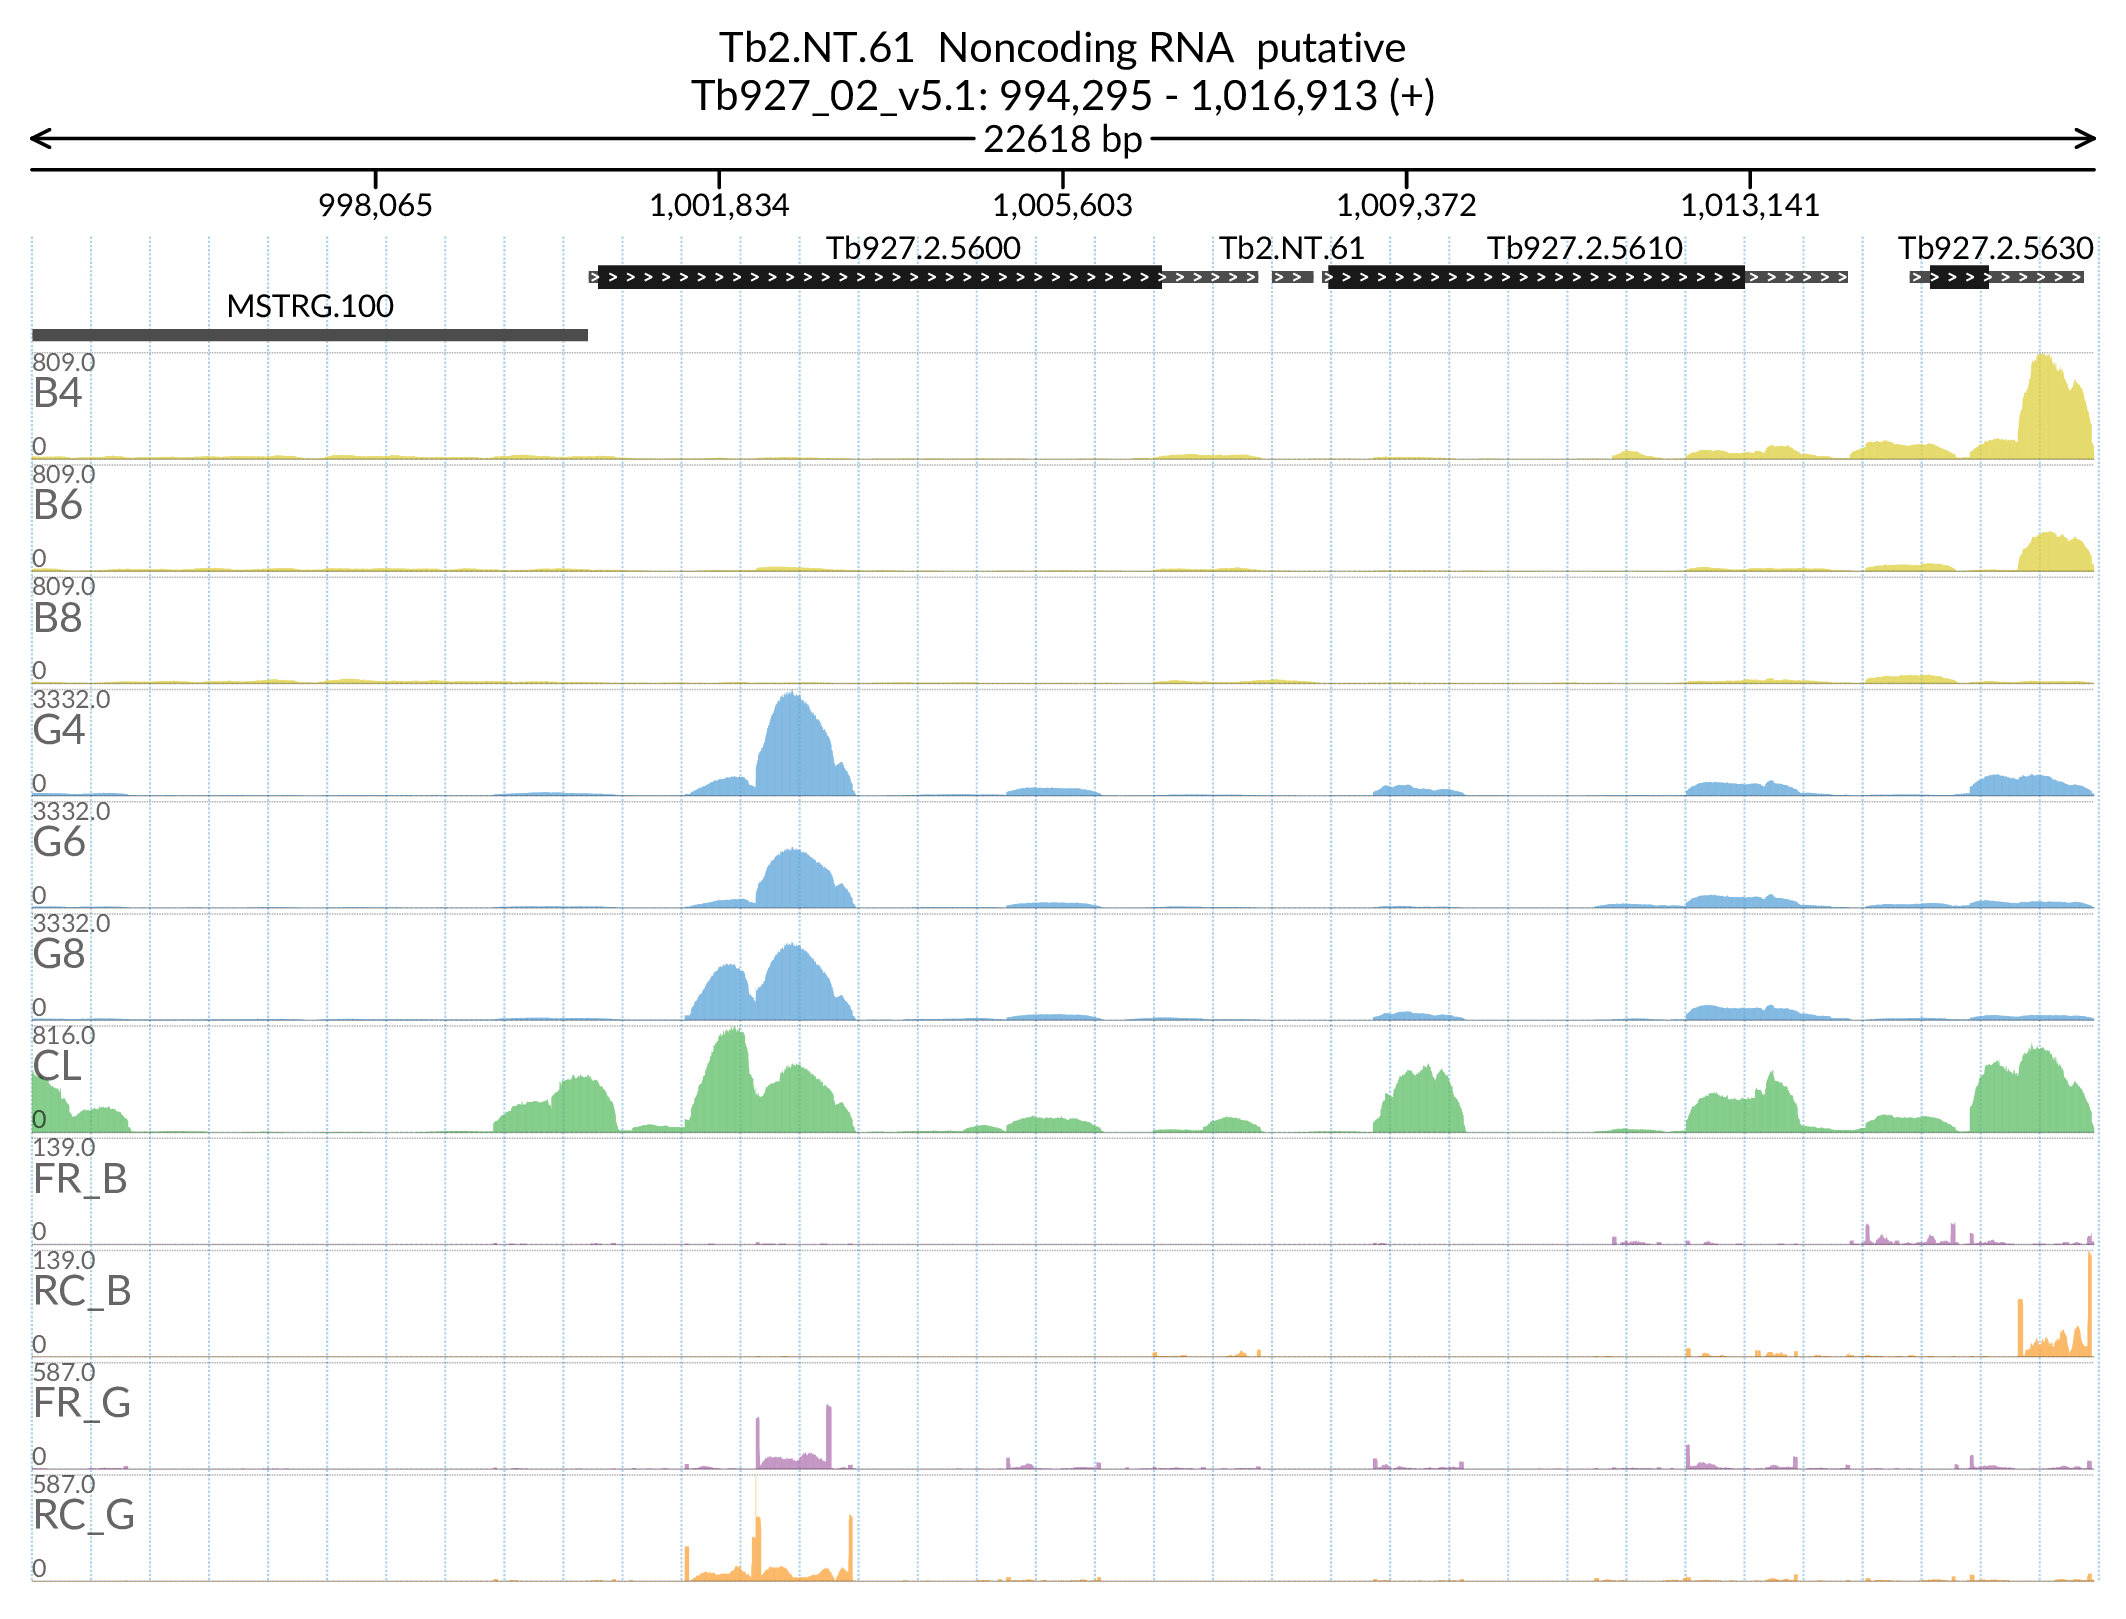 Tb2.NT.61 Noncoding RNA putative
Tb927_02_v5.1: 994,295 - 1,016,913 (+)
22618 bp
998,065 1,001,834 1,005,603 1,009,372 1,013,141
Tb927.2.5600 Tb2.NT.61 Tb927.2.5610 Tb927.2.5630
MSTRG.100
809.0
B4
0
809.0
B6
0
809.0
B8
0
3332.0
G4
0
3332.0
G6
0
3332.0
G8
0
816.0
CL
0
139.0
FR_B
0
139.0
RC_B
0
587.0
FR_G
0
587.0
RC_G
0